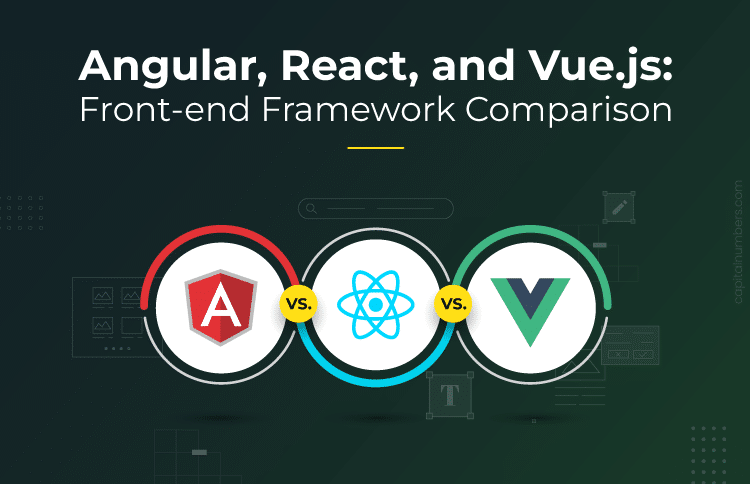 Angular, React, and Vue.js:
Front-end Framework Comparison
capitalnumbers.com
A
VS.
VS.
T